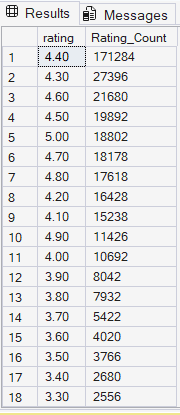 Results Messages
rating Rating_Count
1 4.40 171284
2 4.30 27396
3 4.60 21680
4 4.50 19892
5 5.00 18802
6 4.70 18178
7 4.80 17618
8 4.20 16428
9 4.10 15238
10 4.90 11426
11 4.00 10692
12 3.90 8042
13 3.80 7932
14 3.70 5422
15 3.60 4020
16 3.50 3766
17 3.40 2680
18 3.30 2556